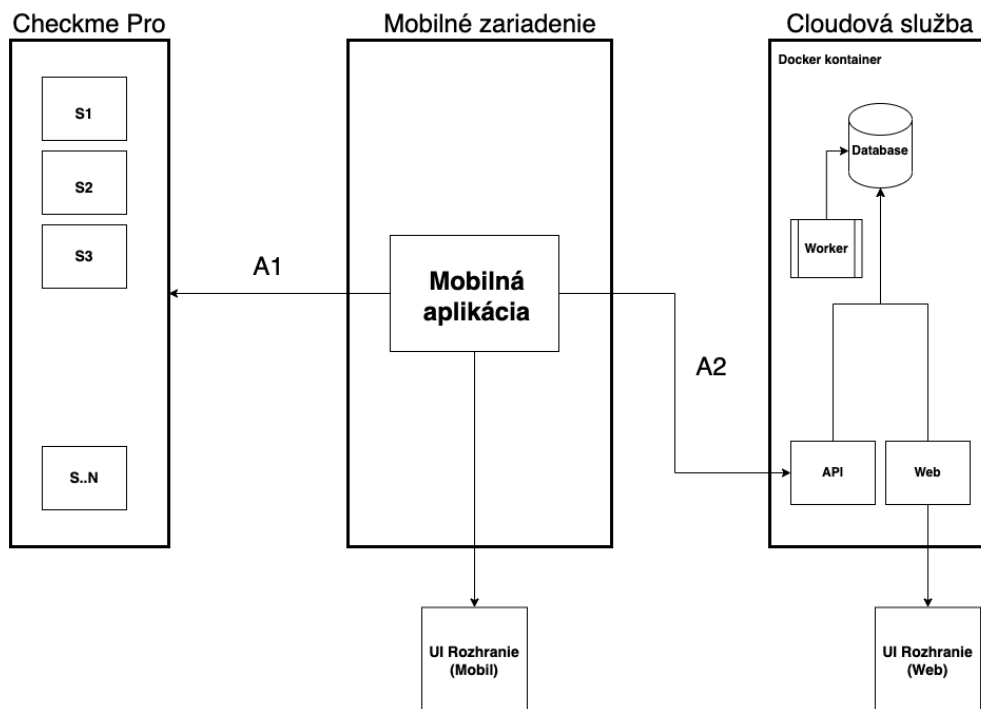 Checkme Pro
Mobilné zariadenie
Cloudová služba
Docker kontainer
S1
S2
S3
S..N
A1
Mobilná
aplikácia
A2
Database
Worker
API
Web
UI Rozhranie
(Mobil)
UI Rozhranie
(Web)